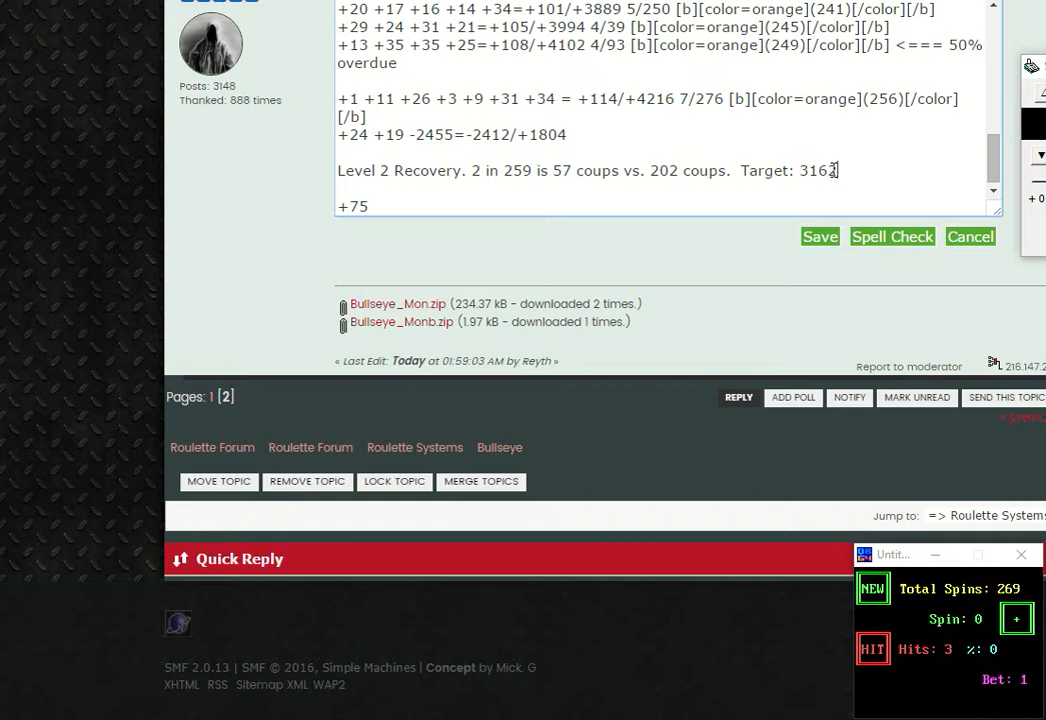 +20 +17 +16 +14 +34=+101/+3889 5/250 [b][color=orange](241)[/color][/b]
+29 +24 +31 +21=+105/+3994 4/39 [b][color=orange](245)[/color][/b]
+13 +35 +35 +25=+108/+4102 4/93 [b][color=orange](249)[/color][/b] <=== 50%
overdue
+1 +11 +26 +3 +9 +31 +34 = +114/+4216 7/276 [b][color=orange](256)[/color]
[/b]
+24 +19 -2455=-2412/+1804
Level 2 Recovery. 2 in 259 is 57 coups vs. 202 coups.  Target: 3162
+75
Posts: 3148
Thanked: 888 times
+ 0
Save
Spell Check
Cancel
Bullseye_Mon.zip (234.37 kB - downloaded 2 times.)
Bullseye_Monb.zip (1.97 kB - downloaded 1 times.)
« Last Edit: Today at 01:59:03 AM by Reyth »
Report to moderator
216.147.2
Pages: 1 [2]
REPLY
ADD POLL
NOTIFY
MARK UNREAD
SEND THIS TOPIC
Roulette Forum
Roulette Forum
Roulette Systems
Bullseye
MOVE TOPIC
REMOVE TOPIC
LOCK TOPIC
MERGE TOPICS
Jump to: => Roulette Systems
Quick Reply
Untit...
NEW Total Spins: 269
Spin: 0 +
HIT Hits: 3 %: 0
Bet: 1
SMF 2.0.13 | SMF © 2016, Simple Machines | Concept by Mick. G
XHTML RSS Sitemap XML WAP2